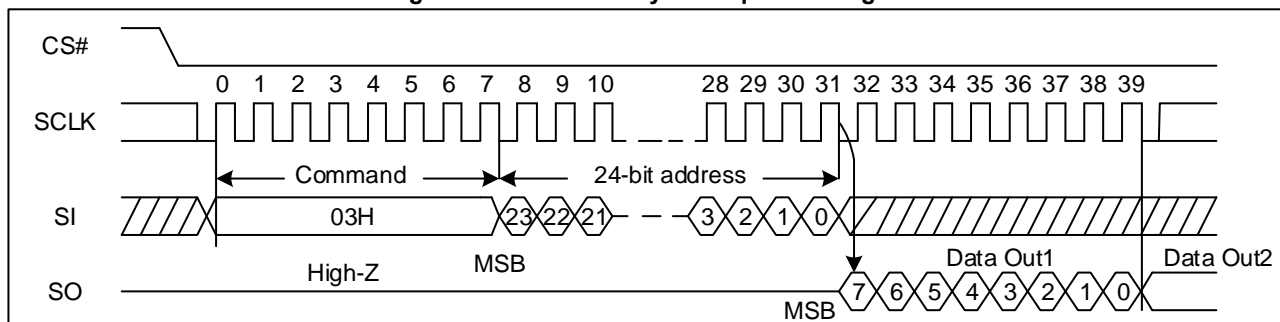 CS#
0 1 2 3 4 5 6 7 8 9 10 28 29 30 31 32 33 34 35 36 37 38 39
SCLK
Command 24-bit address
SI 03H 23 22 21 3 2 1 0
High-Z MSB Data Out1 Data Out2
SO MSB 7 6 5 4 3 2 1 0